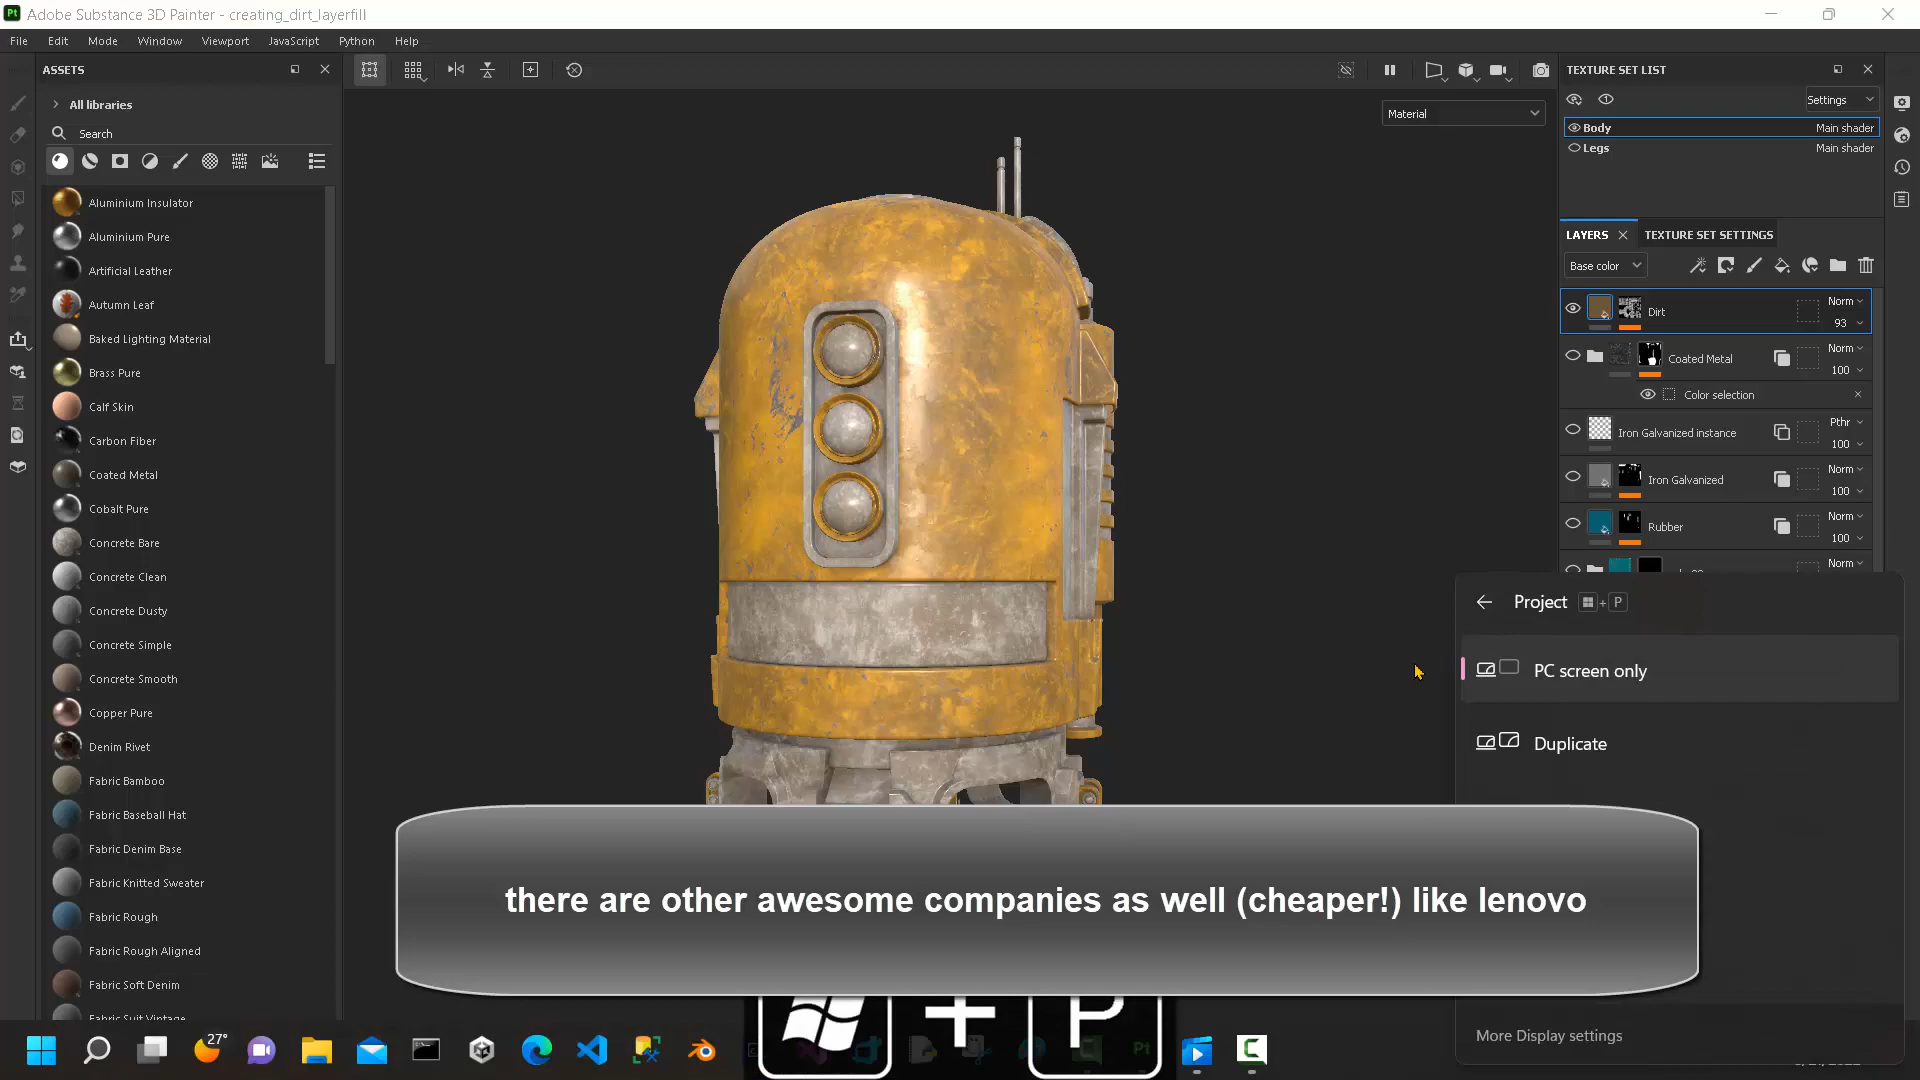 Pt Adobe Substance 3D Painter - creating_dirt_layerfill
File Edit Mode Window Viewport JavaScript Python Help
ASSETS
All libraries
Search
Aluminium Insulator
Aluminium Pure
Artificial Leather
Autumn Leaf
Baked Lighting Material
Brass Pure
Calf Skin
Carbon Fiber
Coated Metal
Cobalt Pure
Concrete Bare
Concrete Clean
Concrete Dusty
Concrete Simple
Concrete Smooth
Copper Pure
Denim Rivet
Fabric Bamboo
Fabric Baseball Hat
Fabric Denim Base
Fabric Knitted Sweater
Fabric Rough
Fabric Rough Aligned
Fabric Soft Denim
Fabric Suit Vintage
Material
TEXTURE SET LIST
Settings
Body Main shader
Legs Main shader
LAYERS TEXTURE SET SETTINGS
Base color
Dirt Norm
93
Coated Metal Norm
100
Color selection
Iron Galvanized instance Pthr
100
Iron Galvanized Norm
100
Rubber Norm
100
Norm
Project + P
PC screen only
Duplicate
there are other awesome companies as well (cheaper!) like lenovo
+ P
More Display settings
27°